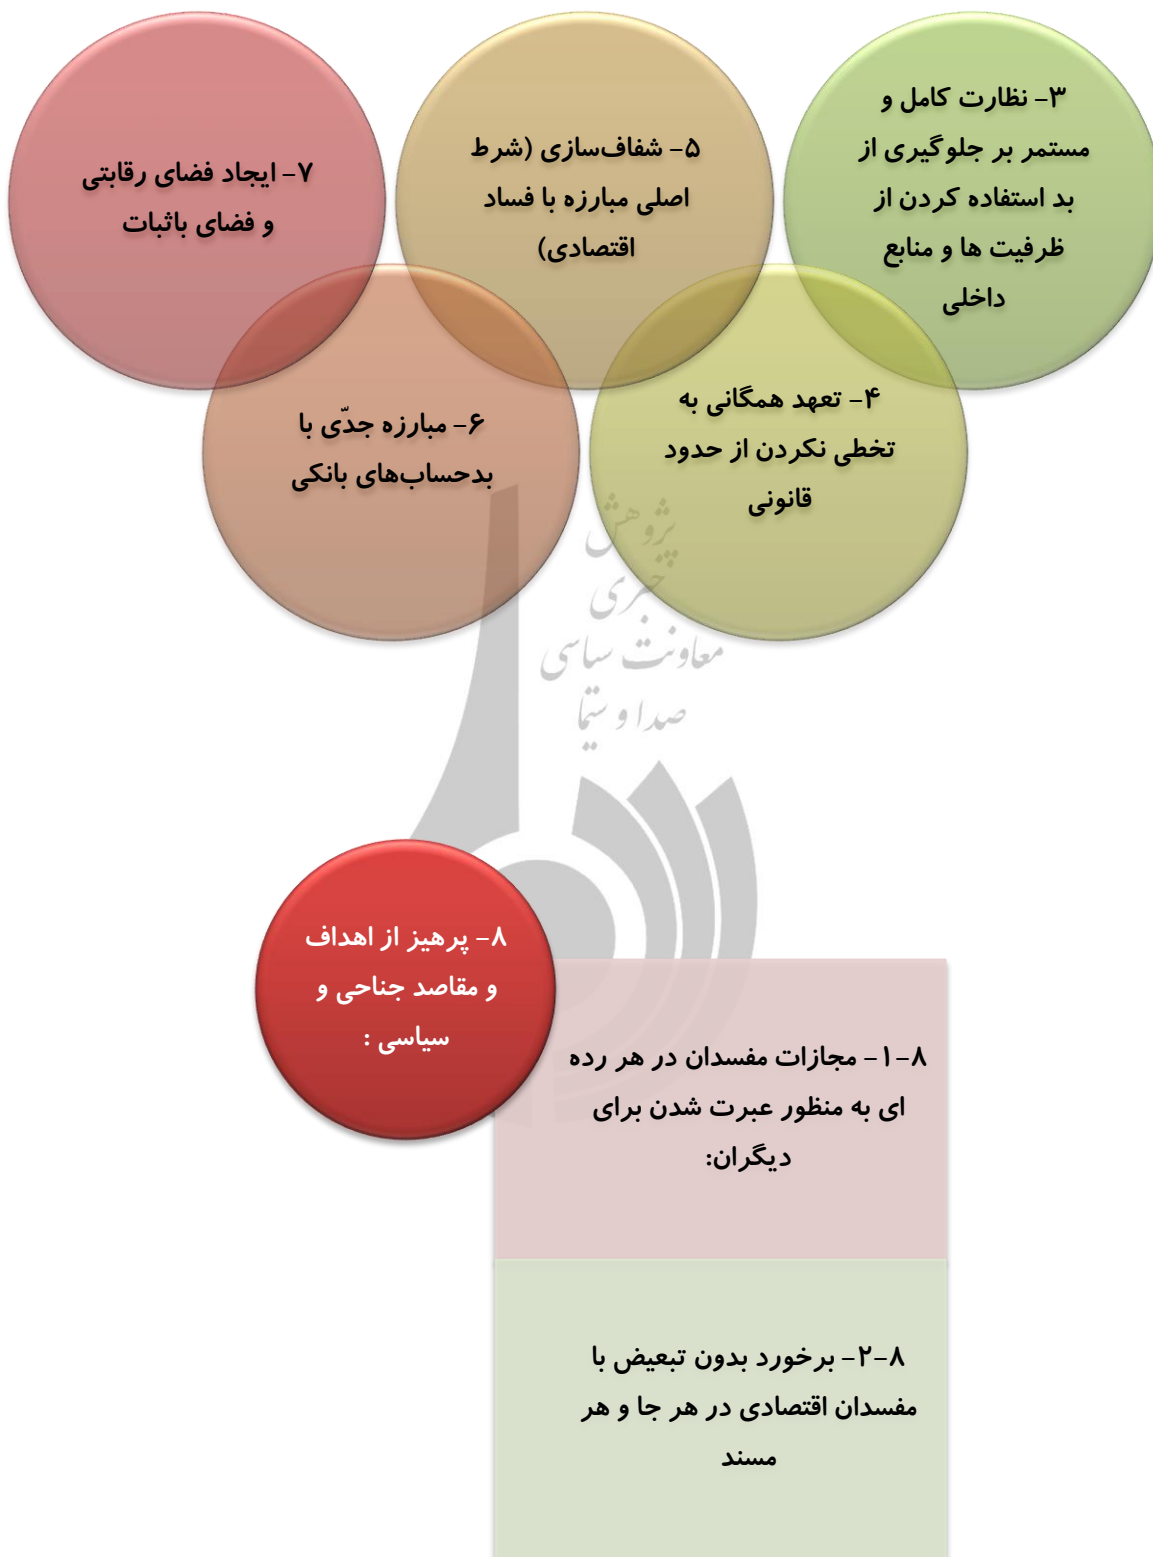 ۳- نظارت کامل و
مستمر بر جلوگیری از
بد استفاده کردن از
ظرفیت ها و منابع
داخلی
۴- تعهد همگانی به
تخطی نکردن از حدود
قانونی
۵- شفاف‌سازی (شرط
اصلی مبارزه با فساد
اقتصادی)
۶- مبارزه جدّی با
بدحساب‌های بانکی
۷- ایجاد فضای رقابتی
و فضای باثبات
پژوهش
خبری
معاونت سیاسی
صدا و سیما
۸- پرهیز از اهداف
و مقاصد جناحی و
سیاسی :
۸-۱- مجازات مفسدان در هر رده
ای به منظور عبرت شدن برای
دیگران:
۸-۲- برخورد بدون تبعیض با
مفسدان اقتصادی در هر جا و هر
مسند